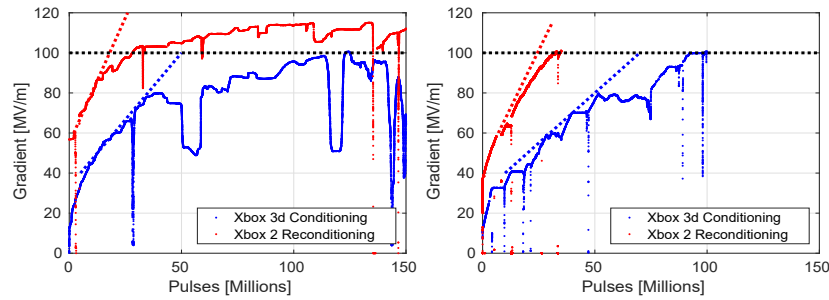 120
100
80
60
40
20
0
Gradient [MV/m]
0
50
100
150
Pulses [Millions]
Xbox 3d Conditioning
Xbox 2 Reconditioning
120
100
80
60
40
20
0
Gradient [MV/m]
0
50
100
150
Pulses [Millions]
Xbox 3d Conditioning
Xbox 2 Reconditioning